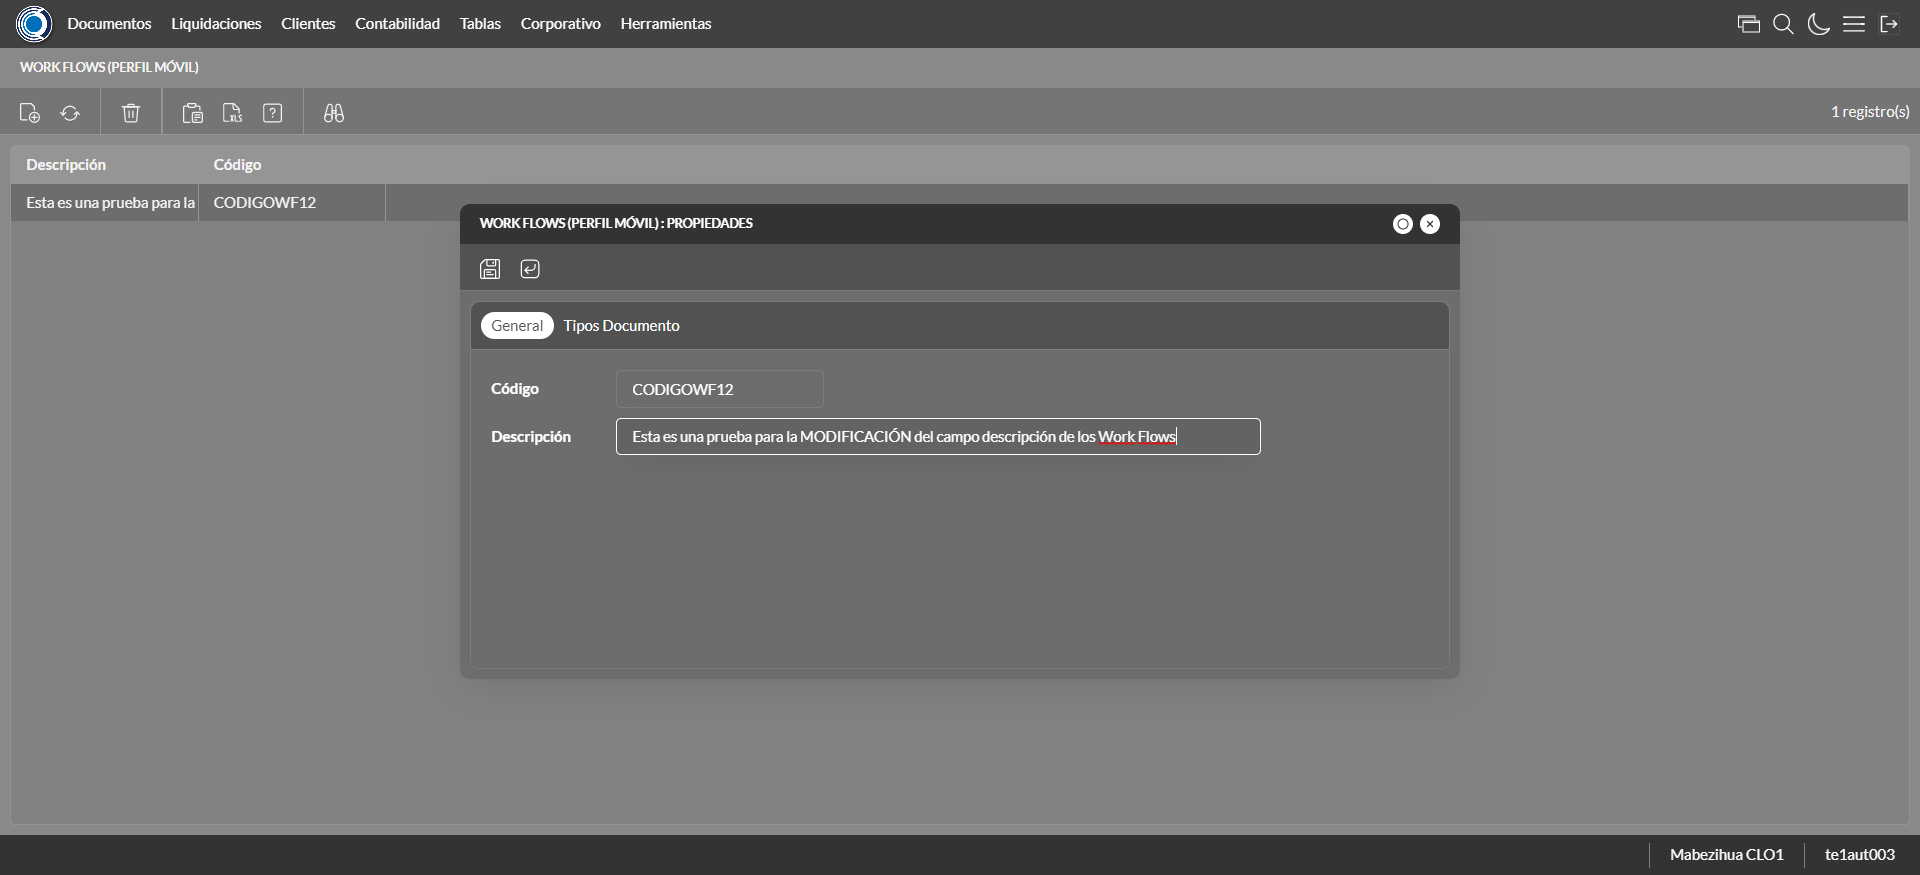 Documentos Liquidaciones Clientes Contabilidad Tablas Corporativo Herramientas
WORK FLOWS (PERFIL MÓVIL)
XLS ? 1 registro(s)
Descripción Código
Esta es una prueba para la CODIGOWF12
WORK FLOWS (PERFIL MÓVIL) : PROPIEDADES
General Tipos Documento
Código CODIGOWF12
Descripción Esta es una prueba para la MODIFICACIÓN del campo descripción de los Work Flows
Mabezihua CLO1 te1aut003